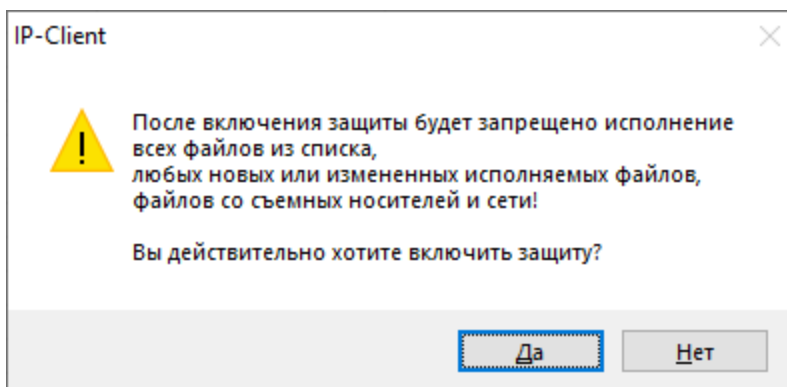 IP-Client
После включения защиты будет запрещено исполнение
всех файлов из списка,
любых новых или измененных исполняемых файлов,
файлов со съемных носителей и сети!
Вы действительно хотите включить защиту?
Да
Нет